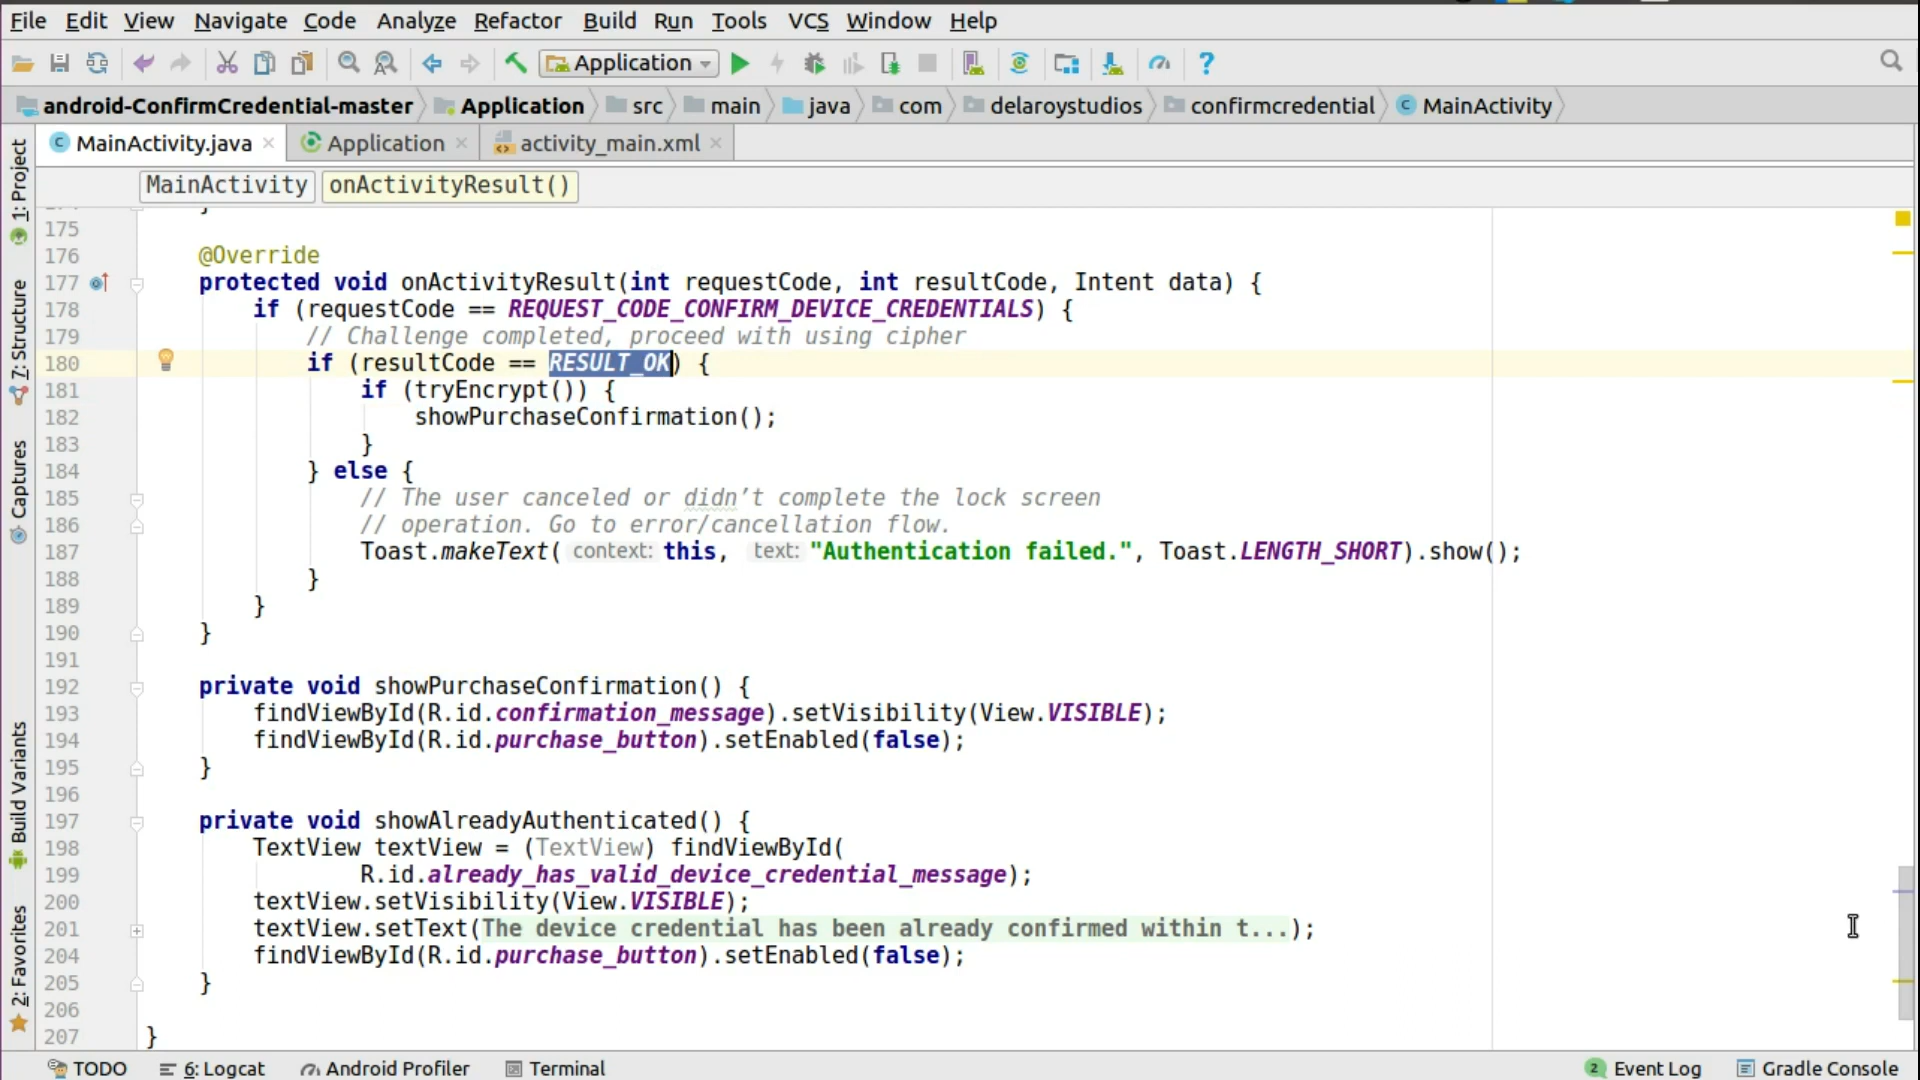 File Edit View Navigate Code Analyze Refactor Build Run Tools VCS Window Help
Application
android-ConfirmCredential-master Application src main java com delaroystudios confirmcredential MainActivity
MainActivity.java Application activity_main.xml
MainActivity onActivityResult()
175
176 @Override
177 protected void onActivityResult(int requestCode, int resultCode, Intent data) {
178 if (requestCode == REQUEST_CODE_CONFIRM_DEVICE_CREDENTIALS) {
179 // Challenge completed, proceed with using cipher
180 if (resultCode == RESULT_OK) {
181 if (tryEncrypt()) {
182 showPurchaseConfirmation();
183 }
184 } else {
185 // The user canceled or didn’t complete the lock screen
186 // operation. Go to error/cancellation flow.
187 Toast.makeText( context: this, text: "Authentication failed.", Toast.LENGTH_SHORT).show();
188 }
189 }
190 }
191
192 private void showPurchaseConfirmation() {
193 findViewById(R.id.confirmation_message).setVisibility(View.VISIBLE);
194 findViewById(R.id.purchase_button).setEnabled(false);
195 }
196
197 private void showAlreadyAuthenticated() {
198 TextView textView = (TextView) findViewById(
199 R.id.already_has_valid_device_credential_message);
200 textView.setVisibility(View.VISIBLE);
201 textView.setText(The device credential has been already confirmed within t...);
204 findViewById(R.id.purchase_button).setEnabled(false);
205 }
206
207 }
1: Project
7: Structure
Captures
Build Variants
2: Favorites
TODO 6: Logcat Android Profiler Terminal 2 Event Log Gradle Console